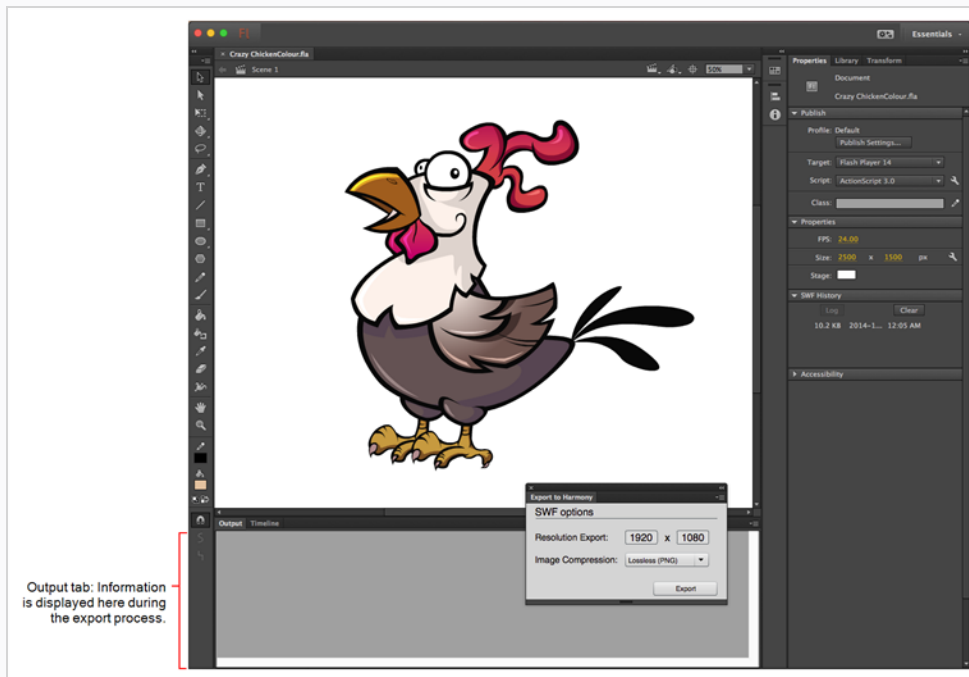 Fl
Essentials
Crazy ChickenColour.fla
Scene 1
50%
Properties Library Transform
Document
Crazy ChickenColour.fla
Publish
Profile: Default
Publish Settings...
Target: Flash Player 14
Script: ActionScript 3.0
Class:
Properties
FPS: 24.00
Size: 2500 x 1500 px
Stage:
SWF History
Log Clear
10.2 KB 2014-1... 12:05 AM
Accessibility
T
Output Timeline
Export to Harmony
SWF options
Resolution Export: 1920 x 1080
Image Compression: Lossless (PNG)
Export
Output tab: Information
is displayed here during
the export process.